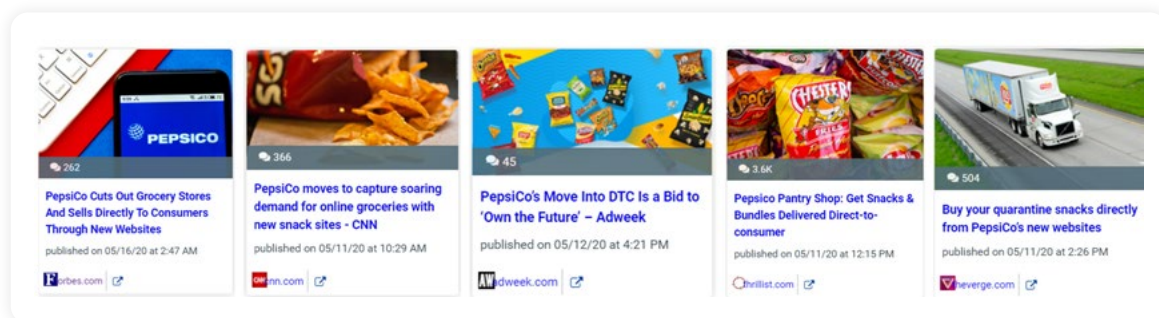 PEPSICO
262
PepsiCo Cuts Out Grocery Stores
And Sells Directly To Consumers
Through New Websites
published on 05/16/20 at 2:47 AM
Forbes.com
366
PepsiCo moves to capture soaring
demand for online groceries with
new snack sites - CNN
published on 05/11/20 at 10:29 AM
cnn.com
45
PepsiCo's Move Into DTC Is a Bid to
'Own the Future' – Adweek
published on 05/12/20 at 4:21 PM
AW
adweek.com
CHESTER'S
FRIES
3.6K
Pepsico Pantry Shop: Get Snacks &
Bundles Delivered Direct-to-
consumer
published on 05/11/20 at 12:15 PM
thrillist.com
504
Buy your quarantine snacks directly
from PepsiCo's new websites
published on 05/11/20 at 2:26 PM
theverge.com